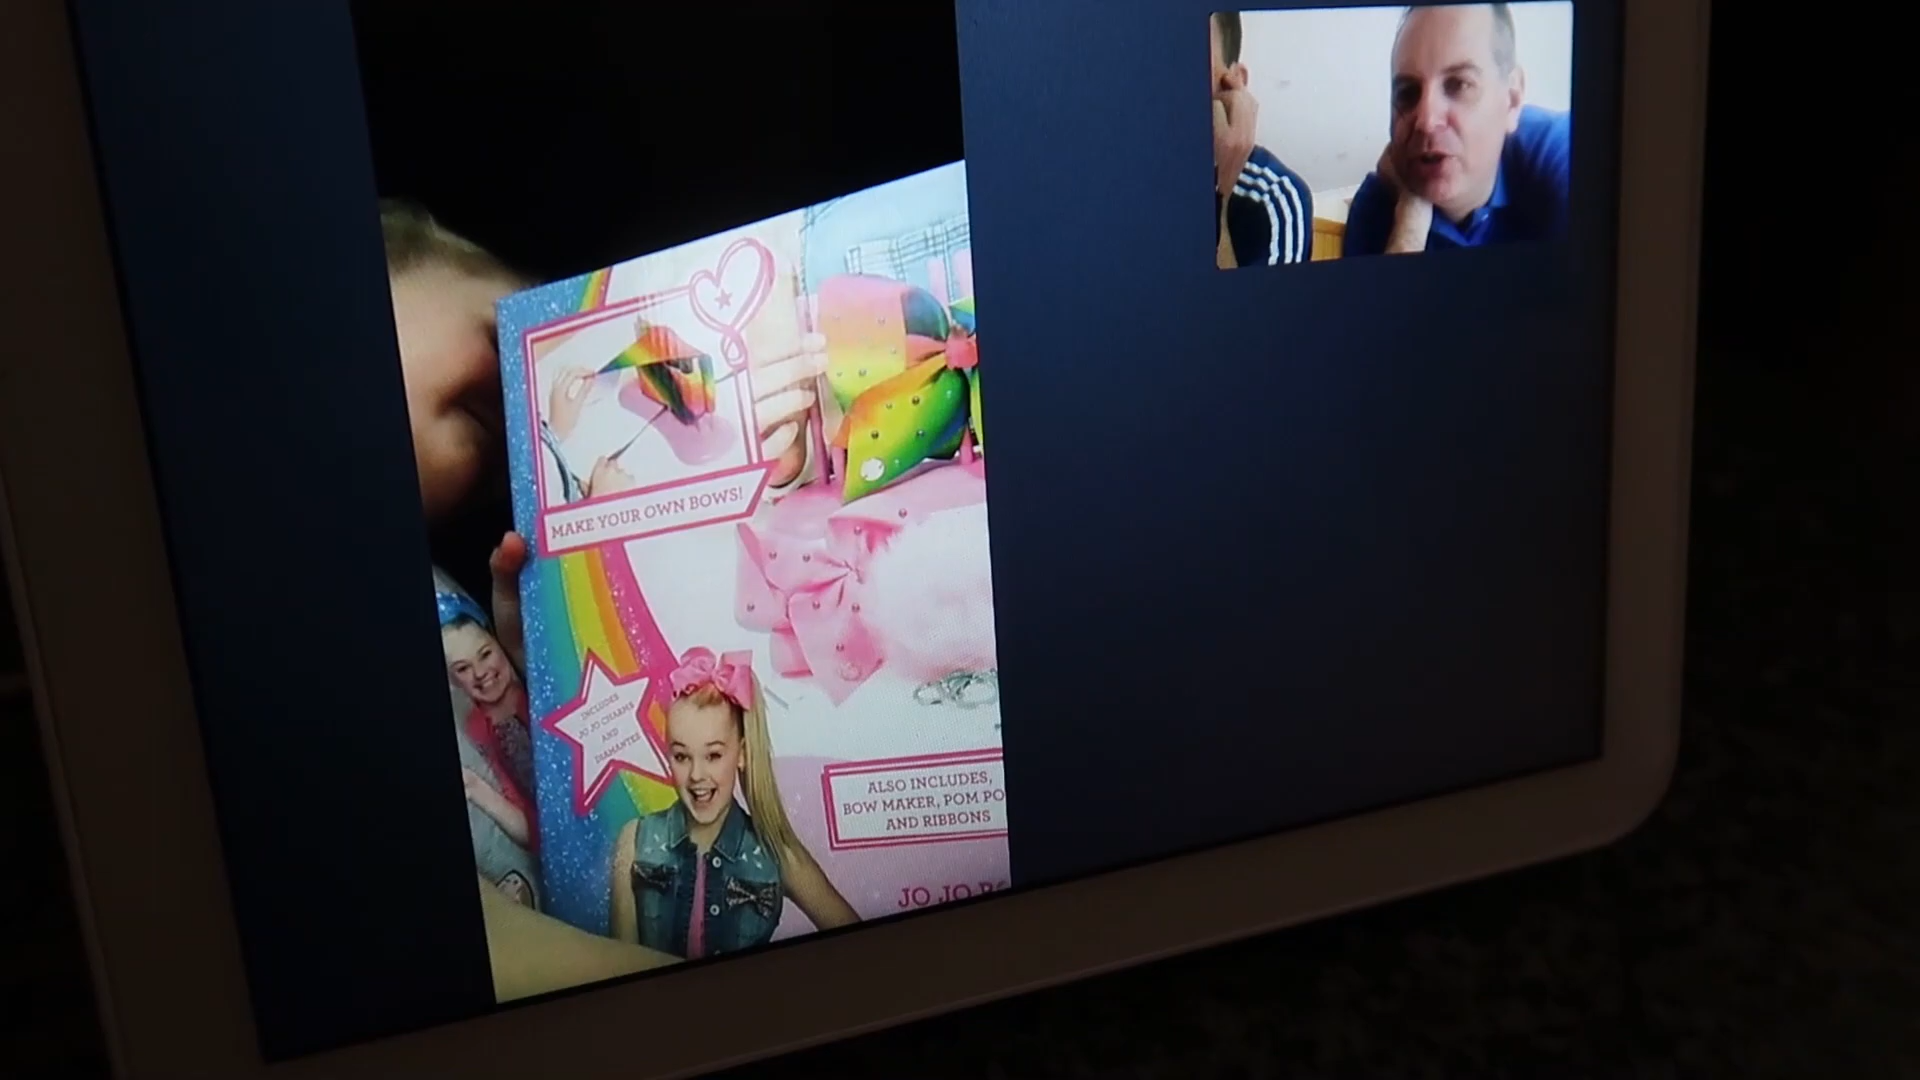 MAKE YOUR OWN BOWS!
INCLUDES
JO JO CHARMS
AND
DIAMANTEE
ALSO INCLUDES,
BOW MAKER, POM PO
AND RIBBONS
JO JO